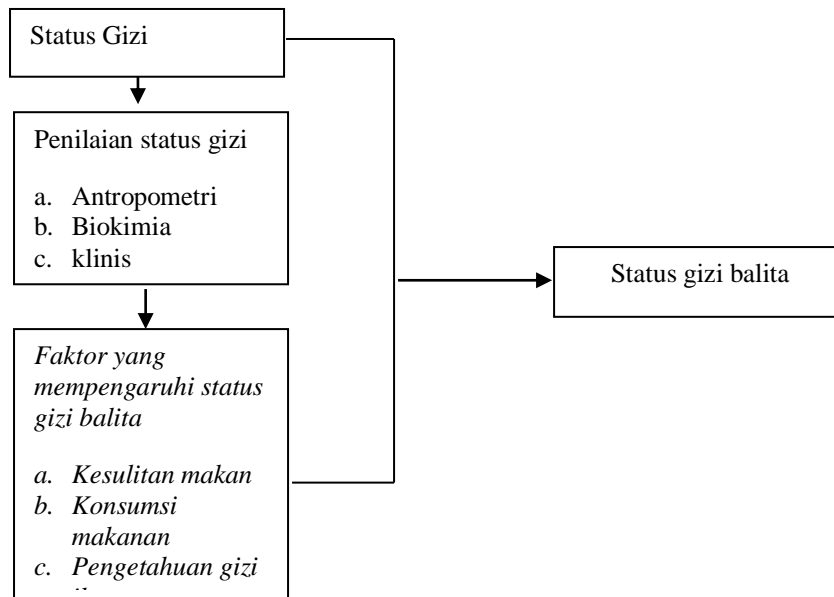 Status Gizi
Penilaian status gizi
a. Antropometri
b. Biokimia
c. klinis
Status gizi balita
Faktor yang
mempengaruhi status
gizi balita
a. Kesulitan makan
b. Konsumsi
makanan
c. Pengetahuan gizi